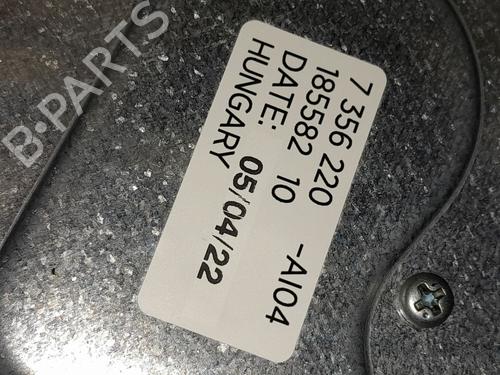 7 356 220 -AI04
185582 10
DATE: 05/04/22
HUNGARY
B-PARTS